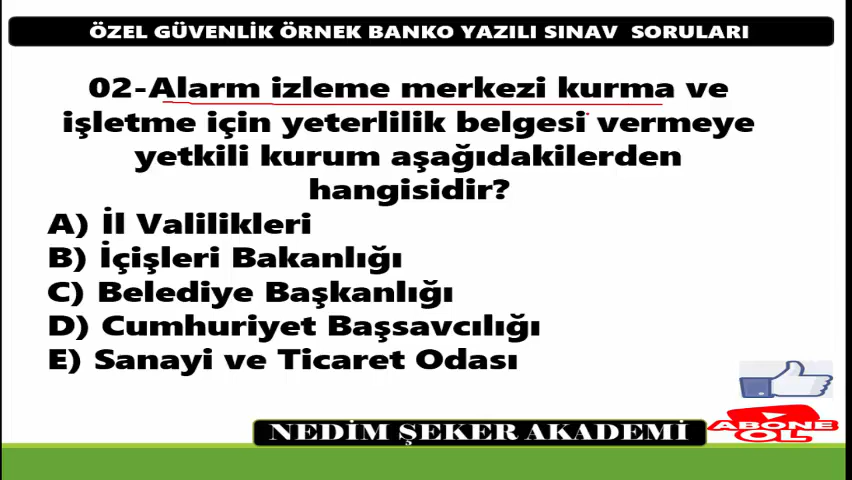 ÖZEL GÜVENLİK ÖRNEK BANKO YAZILI SINAV SORULARI
02-Alarm izleme merkezi kurma ve
işletme için yeterlilik belgesi vermeye
yetkili kurum aşağıdakilerden
hangisidir?
A) İl Valilikleri
B) İçişleri Bakanlığı
C) Belediye Başkanlığı
D) Cumhuriyet Başsavcılığı
E) Sanayi ve Ticaret Odası
NEDİM ŞEKER AKADEMİ
ABONE
OL